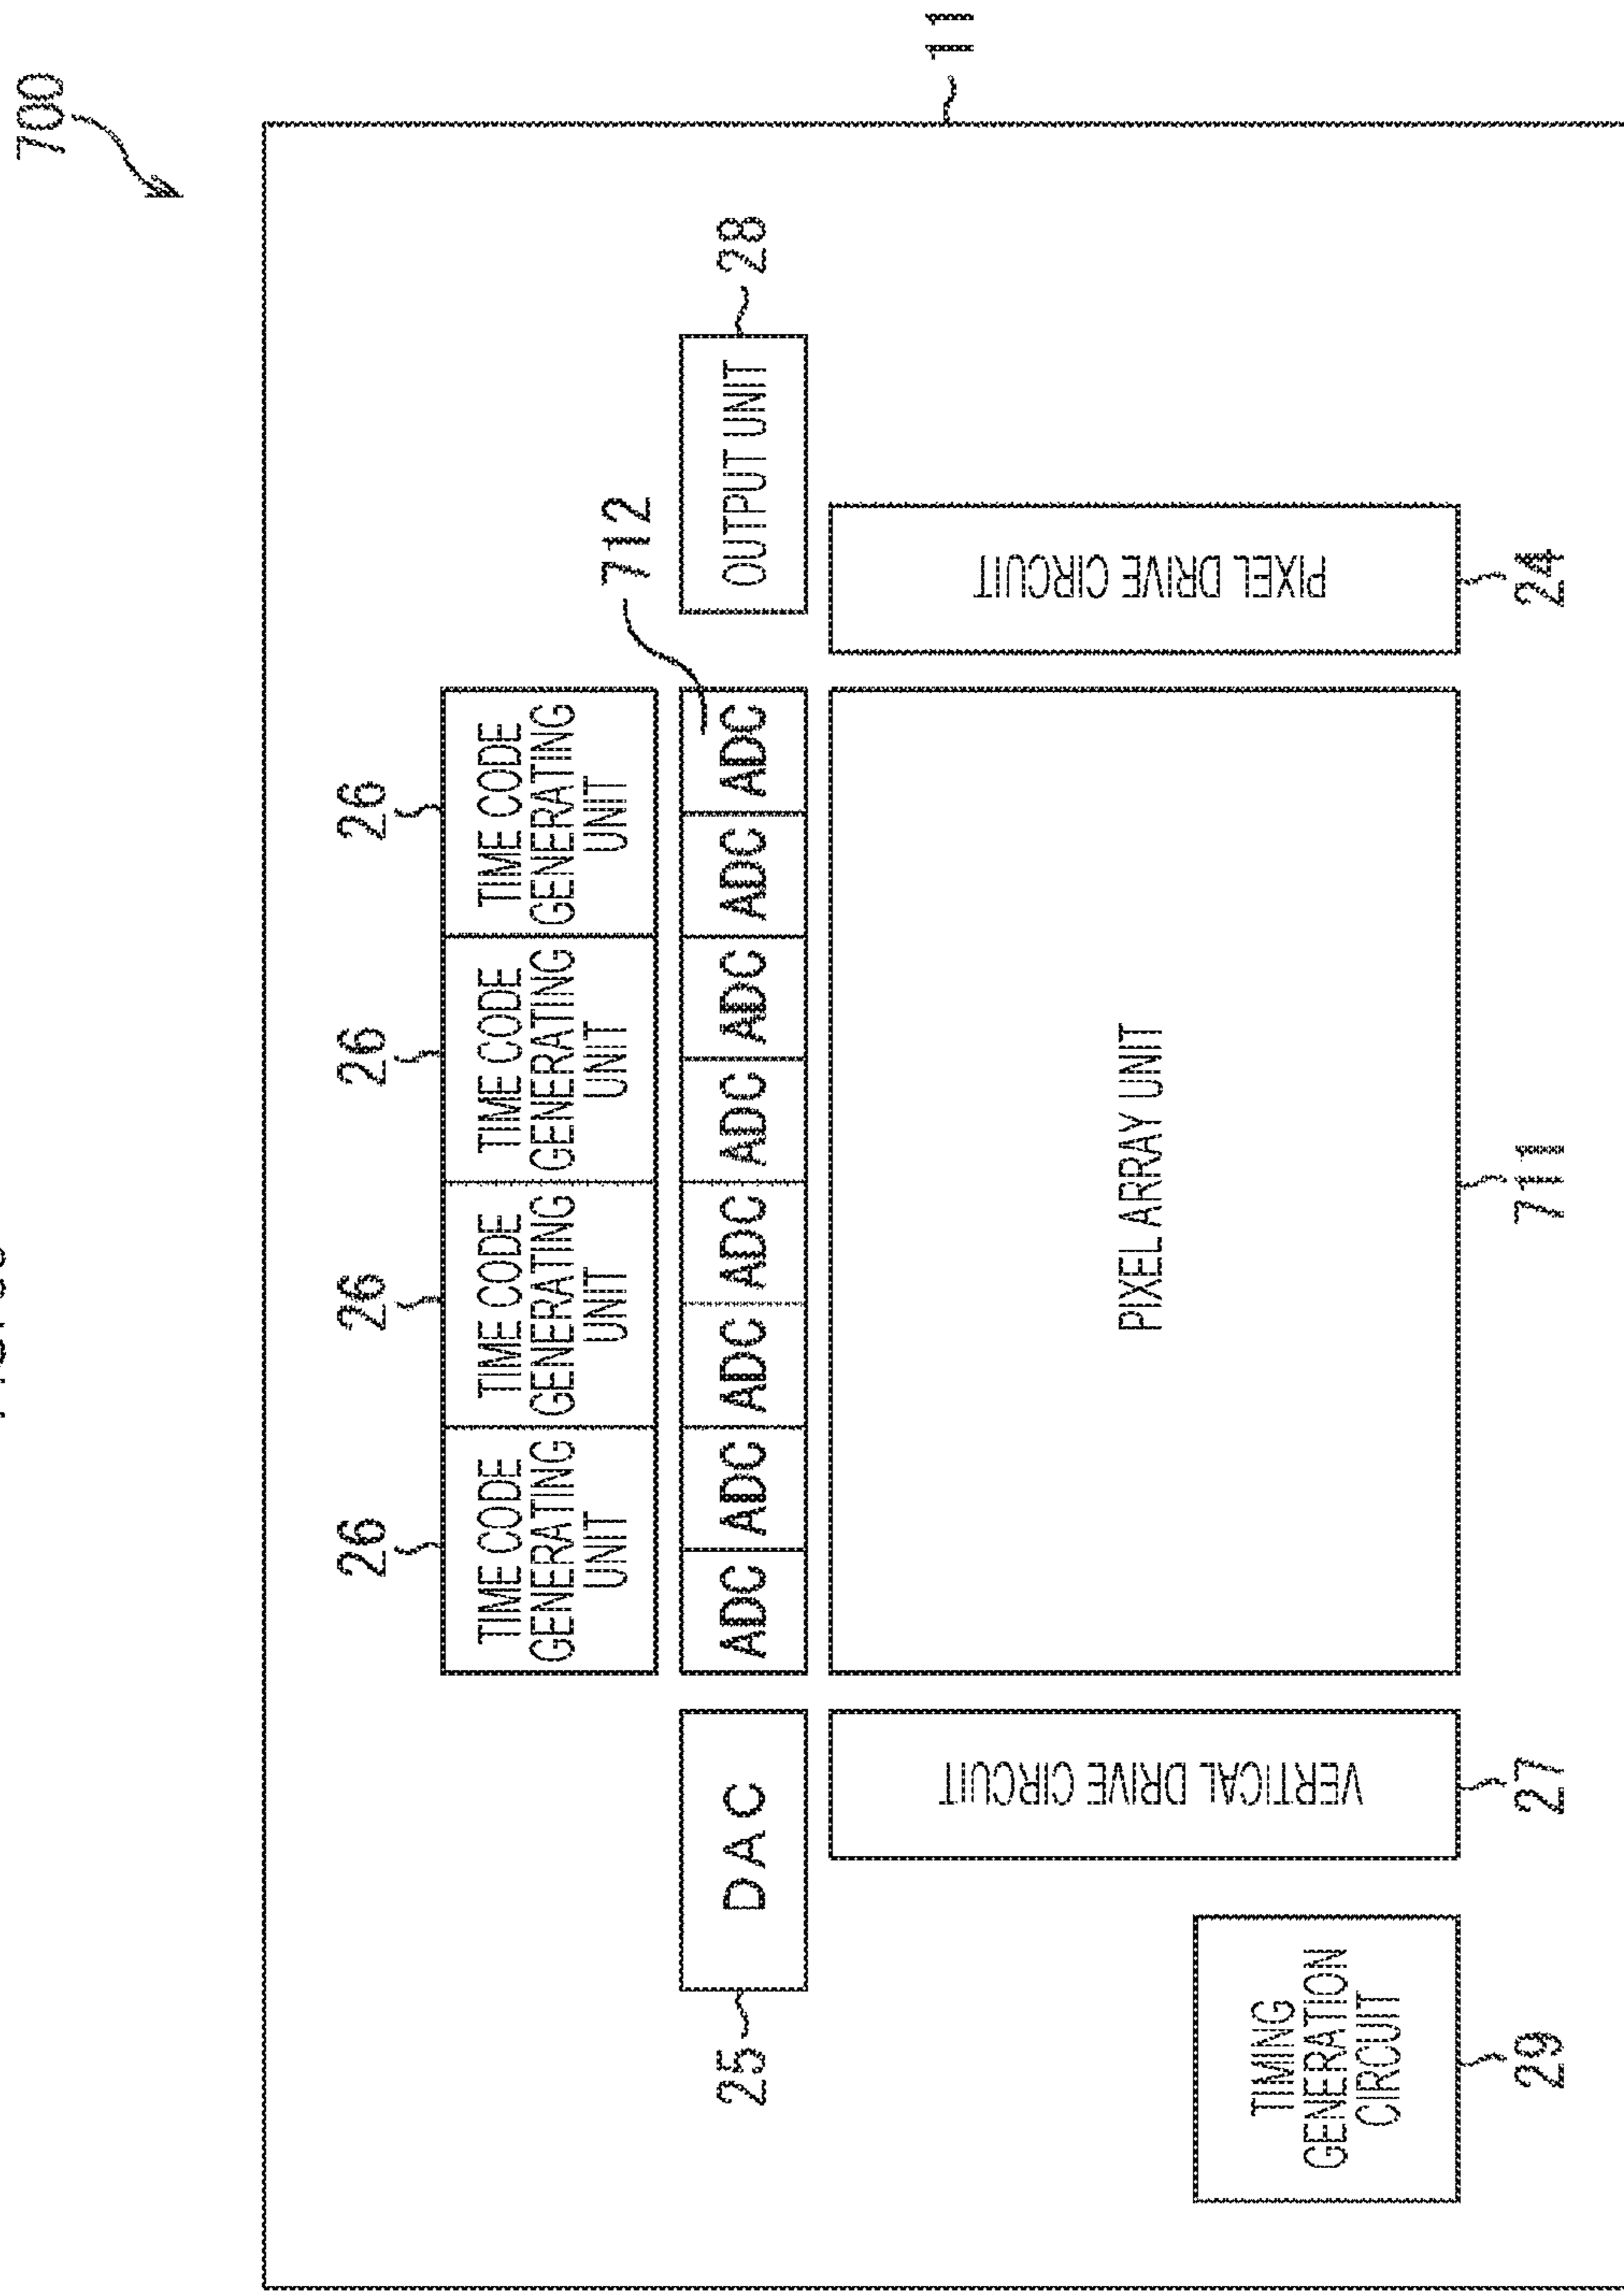 700
11
26
26
26
26
TIME CODE
GENERATING
UNIT
TIME CODE
GENERATING
UNIT
TIME CODE
GENERATING
UNIT
TIME CODE
GENERATING
UNIT
712
25
DAC
ADC
ADC
ADC
ADC
ADC
ADC
ADC
ADC
OUTPUT UNIT
28
VERTICAL DRIVE CIRCUIT
PIXEL ARRAY UNIT
PIXEL DRIVE CIRCUIT
TIMING
GENERATION
CIRCUIT
29
27
711
24